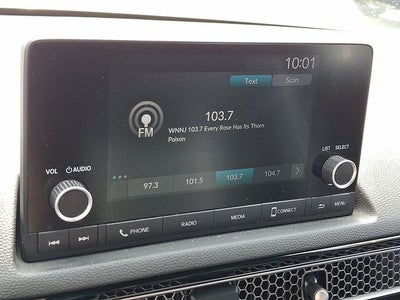 10:01
Text Scan
103.7
FM
WNNJ 103.7 Every Rose Has Its Thorn
Poison
VOL AUDIO
LIST SELECT
97.3 101.5 103.7 104.7
PHONE RADIO MEDIA CONNECT MENU